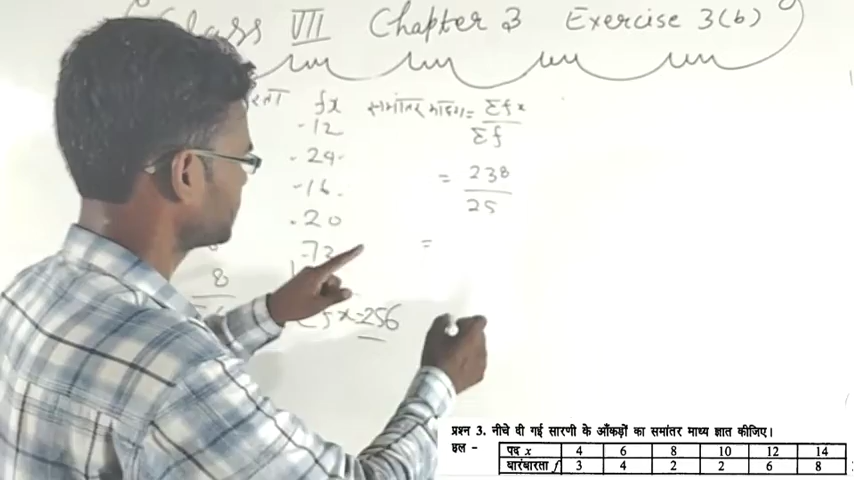 Class VII Chapter 3 Exercise 3(b)
fx समांतर माध्य = Σfx
Σf
12
24
16
= 238
25
20
72
=
8
fx = 256
प्रश्न 3. नीचे दी गई सारणी के आँकड़ों का समांतर माध्य ज्ञात कीजिए।
हल -
पद x 4 6 8 10 12 14
बारंबारता f 3 4 2 2 6 8